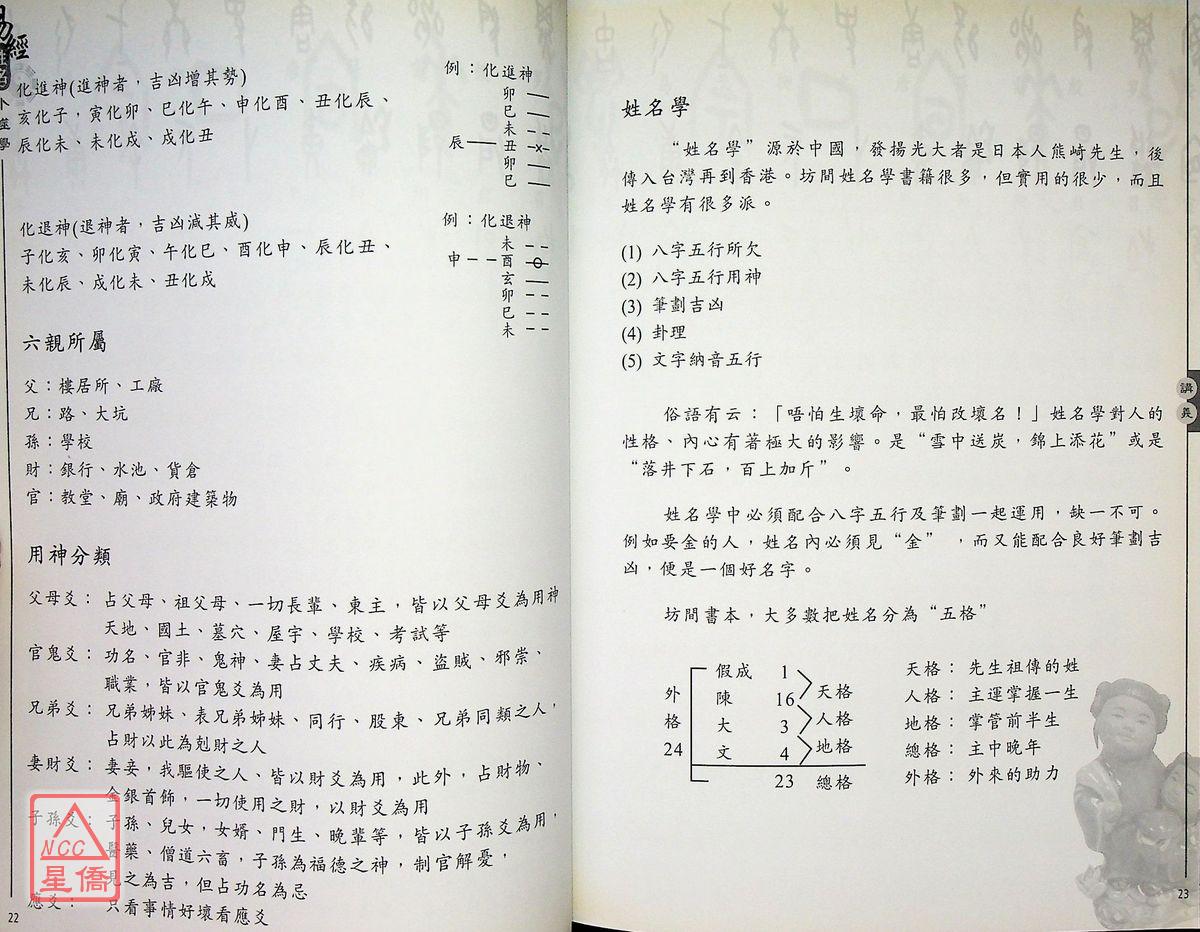 易經
卜筮學
化進神(進神者，吉凶增其勢)
亥化子，寅化卯、巳化午、申化酉、丑化辰、
辰化未、未化戌、戌化丑
例：化進神
卯
巳
未
辰 丑 x
卯
巳
化退神(退神者，吉凶減其威)
子化亥、卯化寅、午化巳、酉化申、辰化丑、
未化辰、戌化未、丑化戌
例：化退神
未
申 酉
玄
卯
巳
未
六親所屬
父：樓居所、工廠
兄：路、大坑
孫：學校
財：銀行、水池、貨倉
官：教堂、廟、政府建築物
用神分類
父母爻：占父母、祖父母、一切長輩、東主，皆以父母爻為用神
天地、國土、墓穴、屋宇、學校、考試等
官鬼爻：功名、官非、鬼神、妻占丈夫、疾病、盜賊、邪祟、
職業，皆以官鬼爻為用
兄弟爻：兄弟姊妹、表兄弟姊妹、同行、股東、兄弟同類之人，
占財以此為剋財之人
妻財爻：妻妾，我驅使之人、皆以財爻為用，此外，占財物、
金銀首飾，一切使用之財，以財爻為用
子孫爻：子孫、兒女，女婿、門生、晚輩等，皆以子孫爻為用，
醫藥、僧道六畜，子孫為福德之神，制官解憂，
見之為吉，但占功名為忌
應爻：只看事情好壞看應爻
NCC
星僑
22
姓名學
“姓名學”源於中國，發揚光大者是日本人熊崎先生，後
傳入台灣再到香港。坊間姓名學書籍很多，但實用的很少，而且
姓名學有很多派。
(1) 八字五行所欠
(2) 八字五行用神
(3) 筆劃吉凶
(4) 卦理
(5) 文字納音五行
俗語有云：「唔怕生壞命，最怕改壞名！」姓名學對人的
性格、內心有著極大的影響。是“雪中送炭，錦上添花”或是
“落井下石，百上加斤”。
姓名學中必須配合八字五行及筆劃一起運用，缺一不可。
例如要金的人，姓名內必須見“金”，而又能配合良好筆劃吉
凶，便是一個好名字。
坊間書本，大多數把姓名分為“五格”
外格24
假成 1
陳 16 天格
大 3 人格
文 4 地格
23 總格
天格：先生祖傳的姓
人格：主運掌握一生
地格：掌管前半生
總格：主中晚年
外格：外來的助力
講義
23